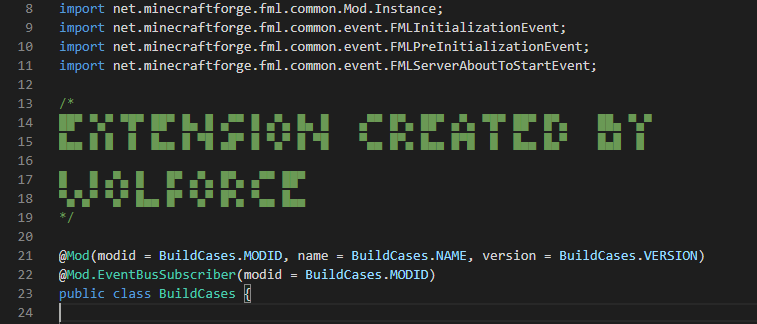 8 import net.minecraftforge.fml.common.Mod.Instance;
9 import net.minecraftforge.fml.common.event.FMLInitializationEvent;
10 import net.minecraftforge.fml.common.event.FMLPreInitializationEvent;
11 import net.minecraftforge.fml.common.event.FMLServerAboutToStartEvent;
12
13 /*
14
EXTENSION CREATED BY
15
16
17
WOLFORCE
18
19 */
20
21 @Mod(modid = BuildCases.MODID, name = BuildCases.NAME, version = BuildCases.VERSION)
22 @Mod.EventBusSubscriber(modid = BuildCases.MODID)
23 public class BuildCases {
24